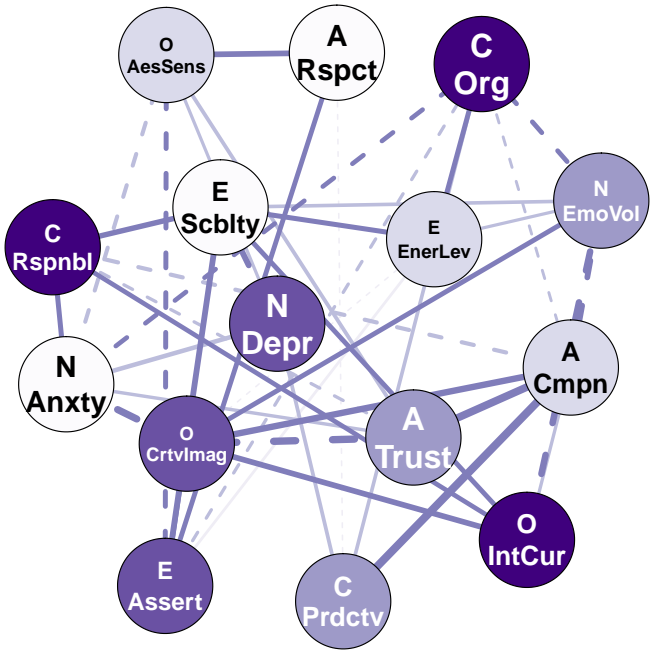 O
AesSens
A
Rspct
C
Org
E
Scblty
N
EmoVol
E
EnerLev
C
Rspnbl
N
Depr
N
Anxty
A
Cmpn
O
CrtvImag
A
Trust
O
IntCur
E
Assert
C
Prdctv